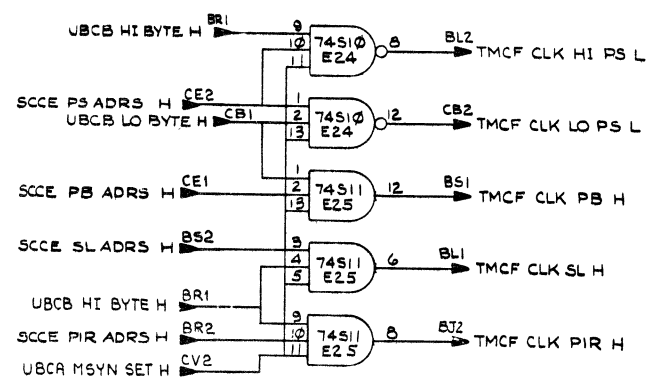 UBCB HI BYTE H BR1 9 74S10 8 BL2 TMCF CLK HI PS L
10 E24
11
SCCE PS ADRS H CE2 1 74S10 12 CB2 TMCF CLK LO PS L
UBCB LO BYTE H CB1 2 E24
13
1 74S11 12 BS1 TMCF CLK PB H
SCCE PB ADRS H CE1 2 E25
13
SCCE SL ADRS H BS2 3 74S11 6 BL1 TMCF CLK SL H
4 E25
5
UBCB HI BYTE H BR1
9 74S11 8 BJ2 TMCF CLK PIR H
SCCE PIR ADRS H BR2 10 E25
UBCA MSYN SET H CV2 11